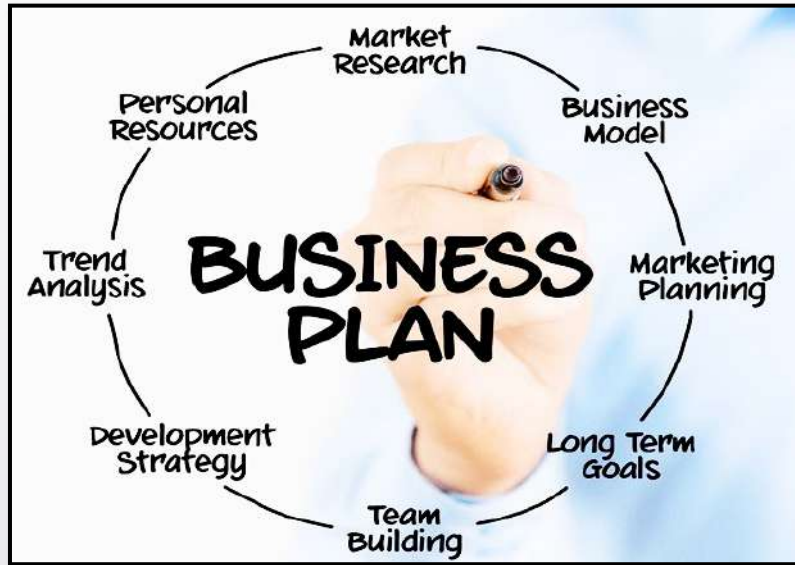 Market
Research
Business
Model
Marketing
Planning
Long Term
Goals
Team
Building
Development
Strategy
Trend
Analysis
Personal
Resources
BUSINESS
PLAN